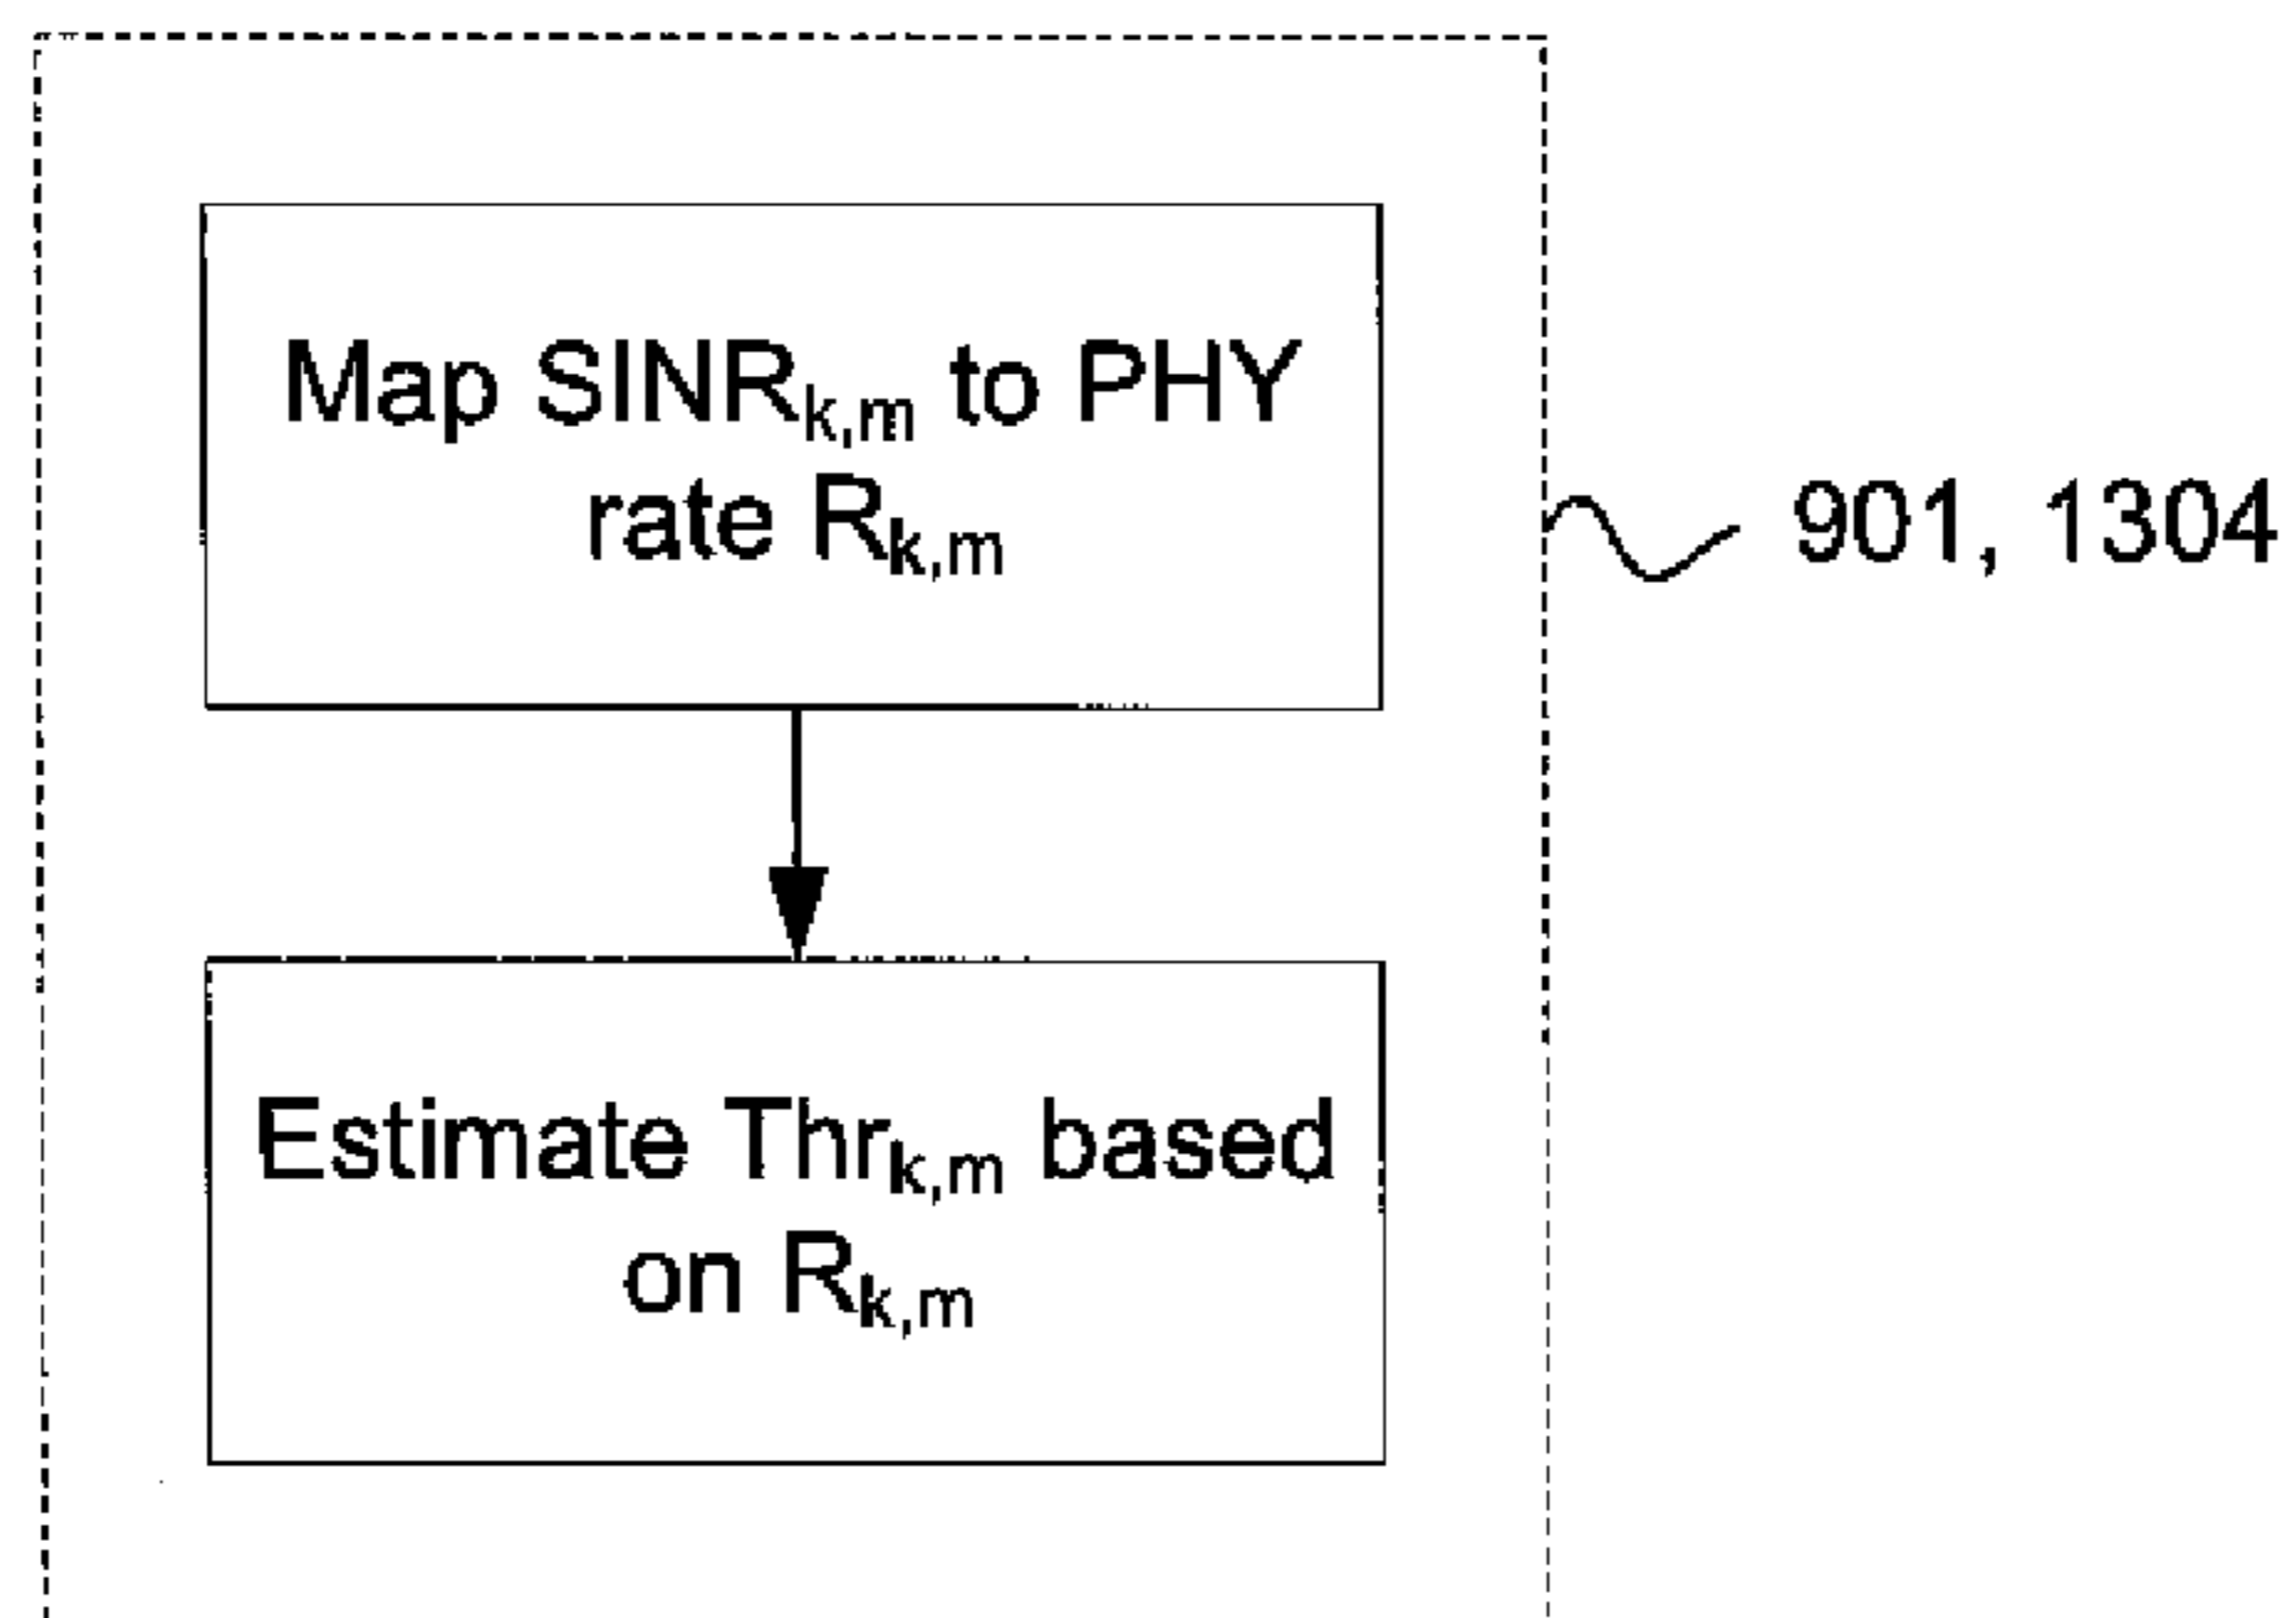 Map SINRk,m to PHY
rate Rk,m
901, 1304
Estimate Thrk,m based
on Rk,m